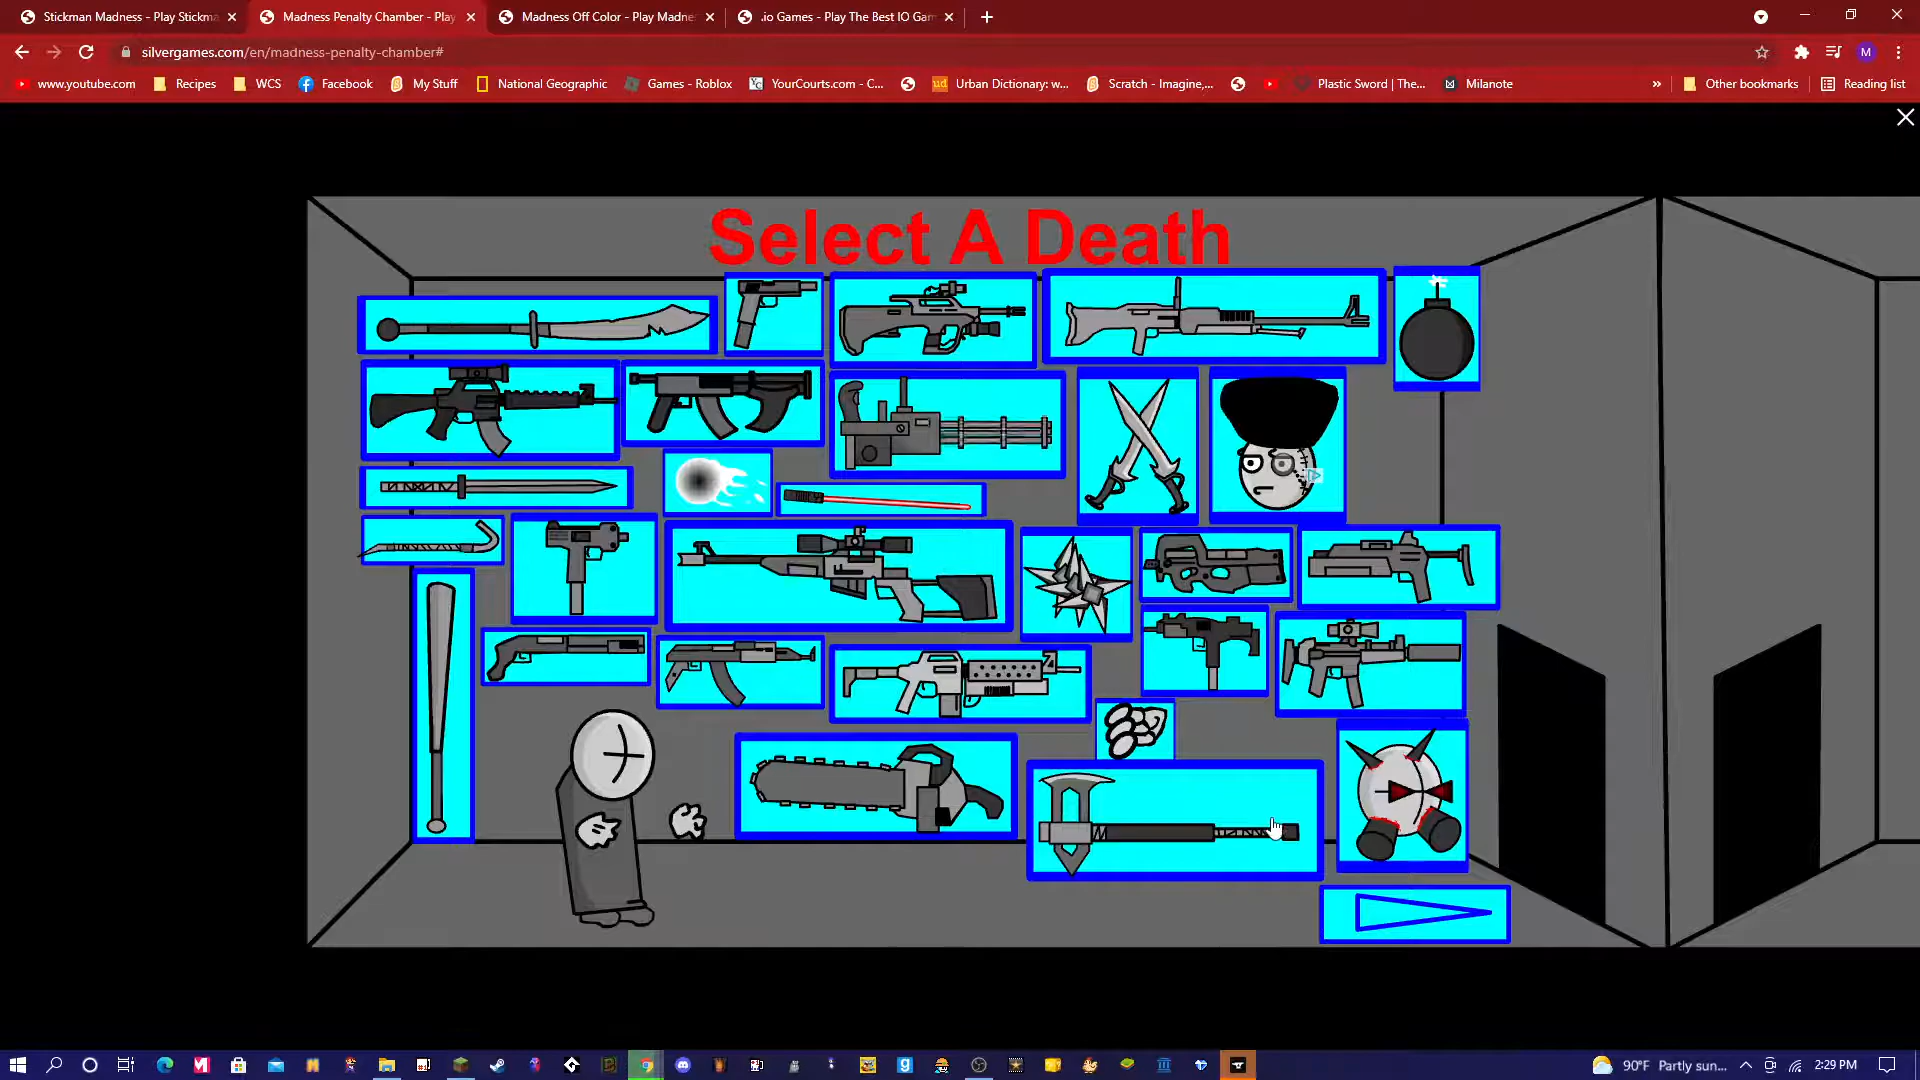 Stickman Madness - Play Stickma
Madness Penalty Chamber - Play
Madness Off Color - Play Madne
.io Games - Play The Best IO Gam
silvergames.com/en/madness-penalty-chamber#
M
www.youtube.com
Recipes
WCS
Facebook
My Stuff
National Geographic
Games - Roblox
YourCourts.com - C...
ud
Urban Dictionary: w...
Scratch - Imagine,...
Plastic Sword | The...
Milanote
»
Other bookmarks
Reading list
Select A Death
90°F Partly sun...
2:29 PM